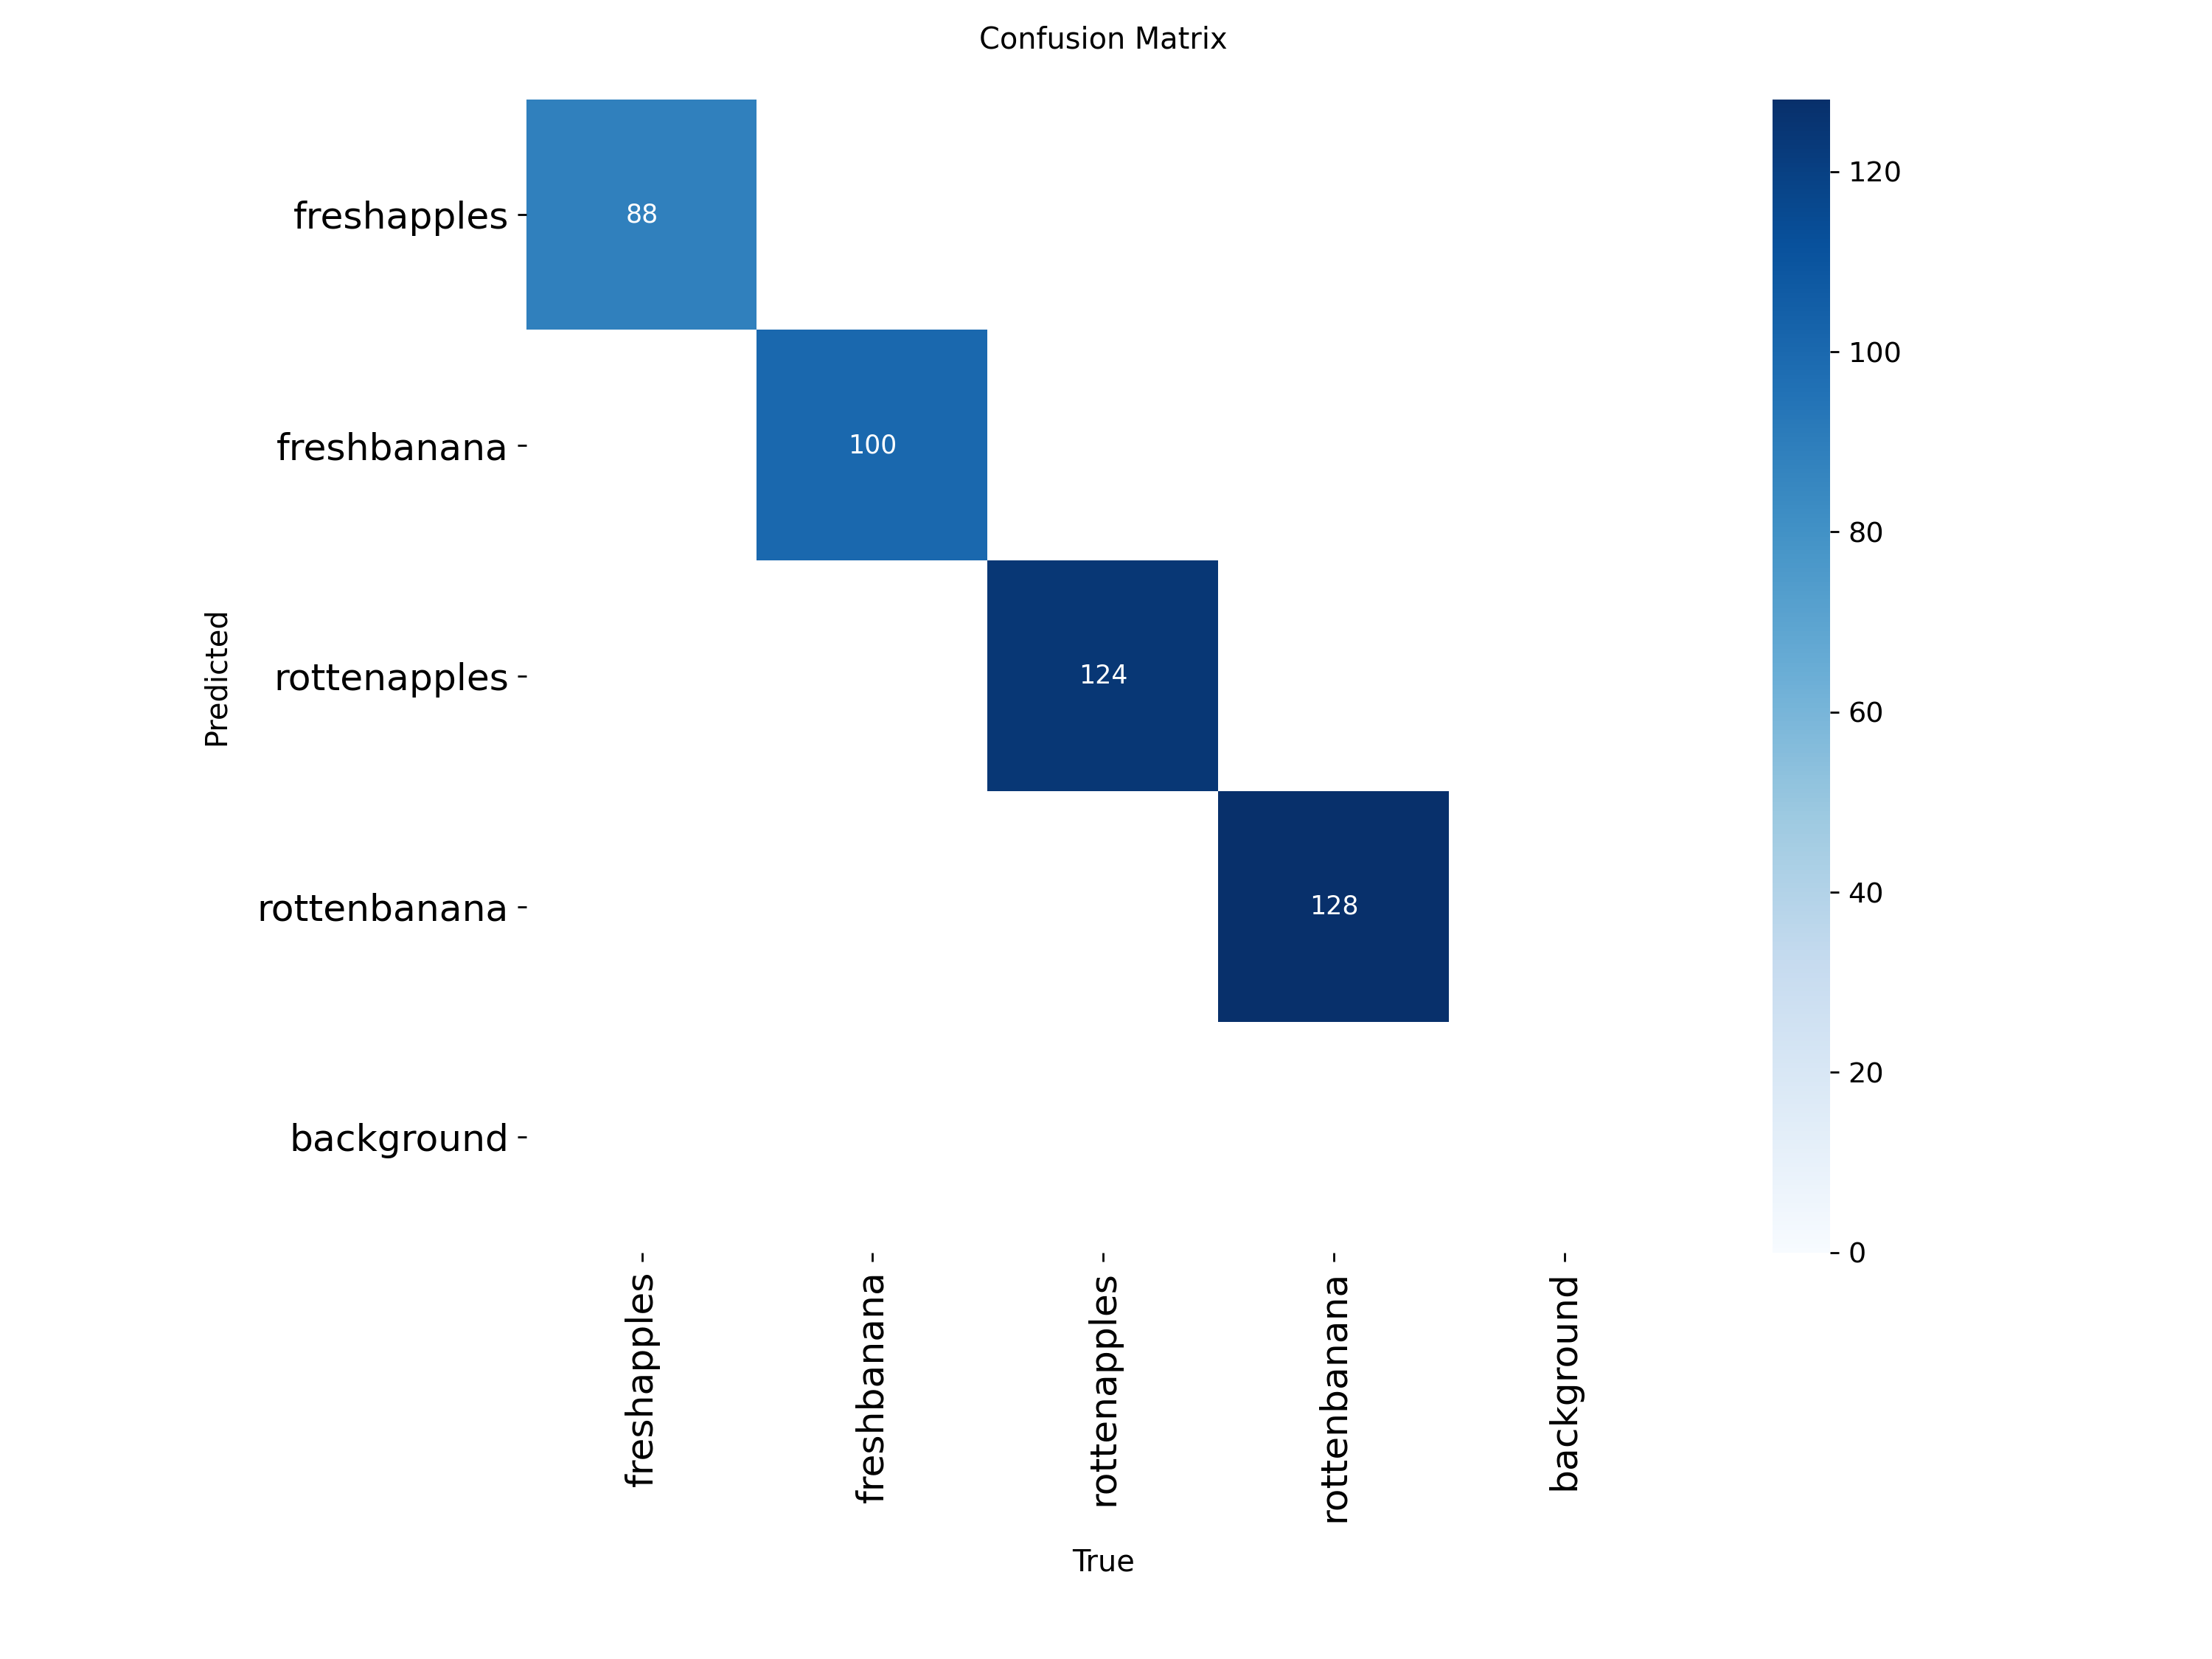 Confusion Matrix
freshapples
88
freshbanana
100
rottenapples
124
rottenbanana
128
background
Predicted
freshapples
freshbanana
rottenapples
rottenbanana
background
True
120
100
80
60
40
20
0